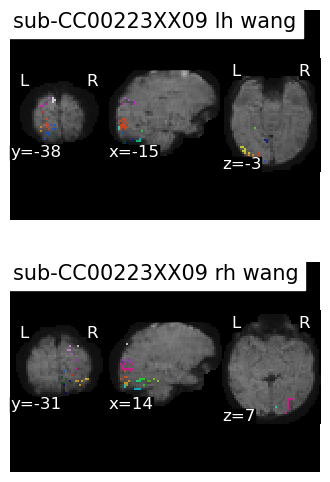 sub-CC00223XX09 lh wang
L R
L R
y=-38 x=-15
z=-3
sub-CC00223XX09 rh wang
L R
L R
y=-31 x=14
z=7